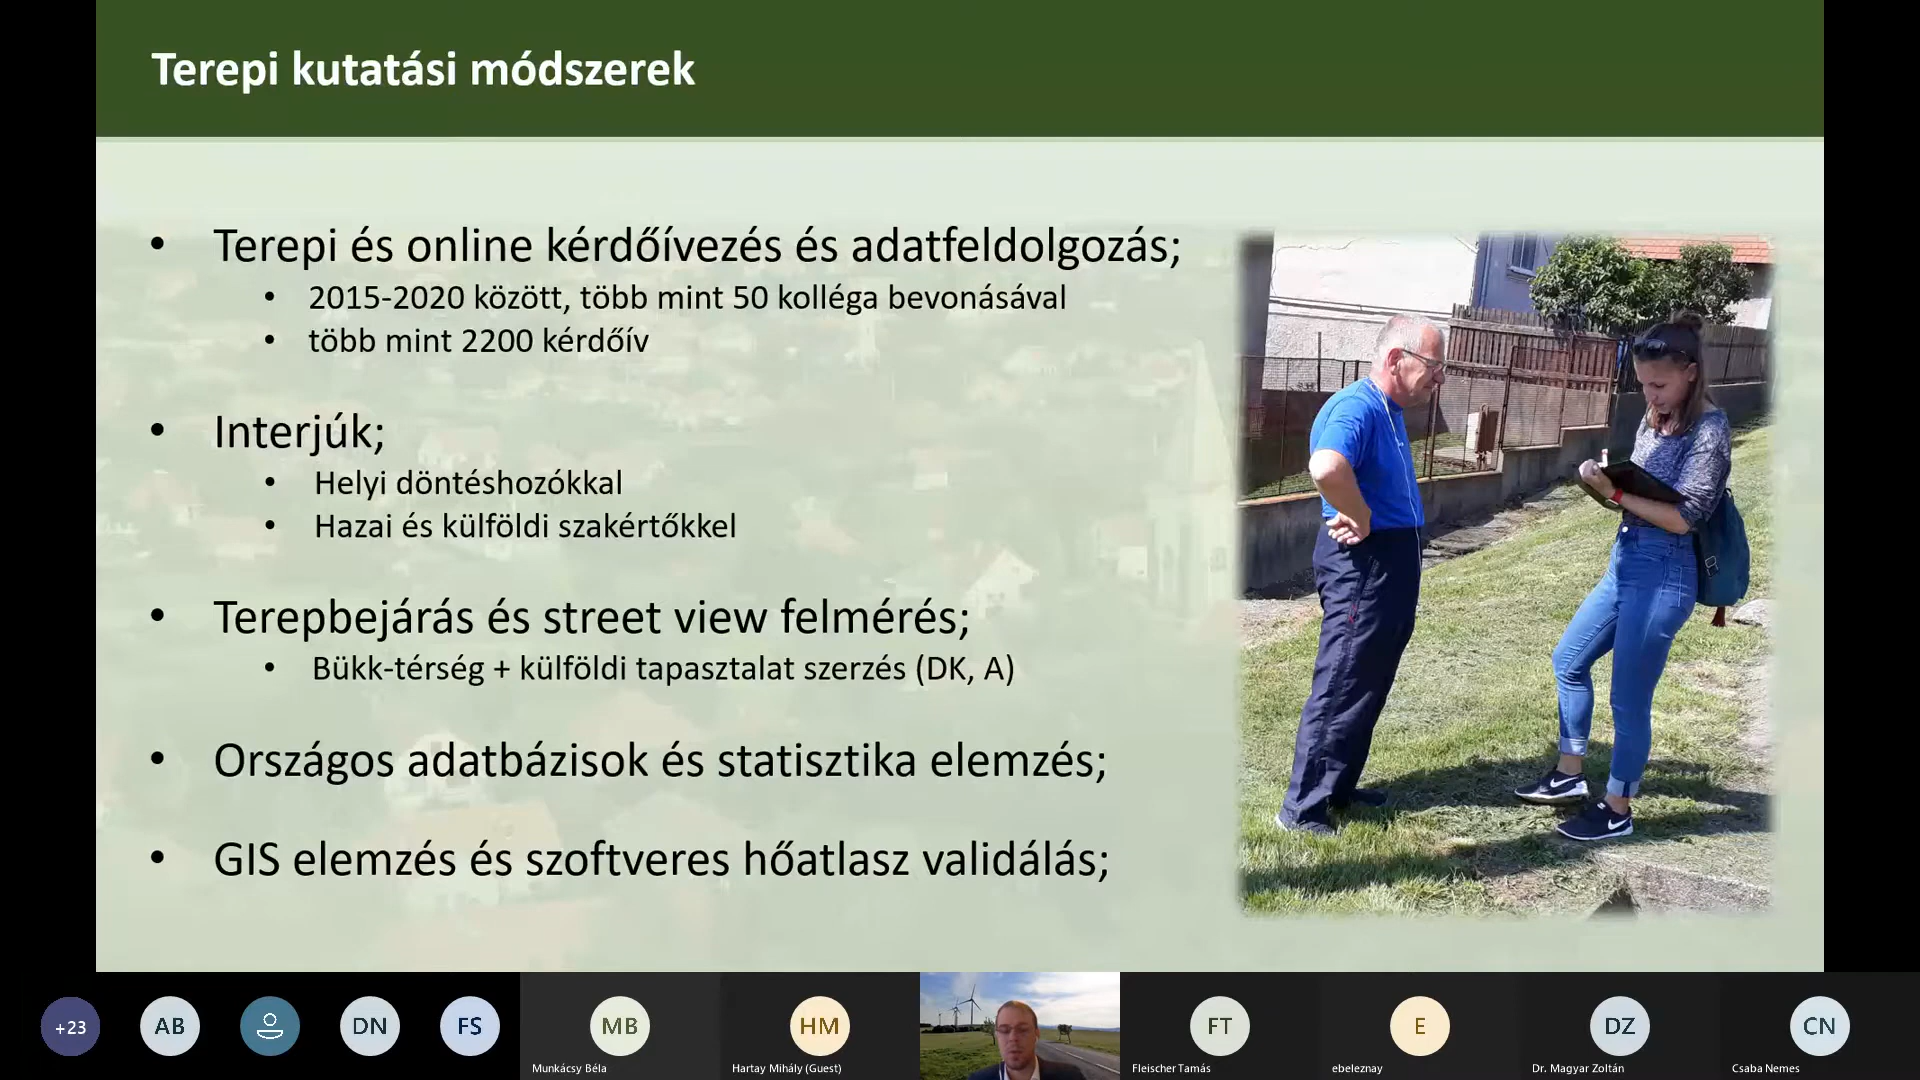 Terepi kutatási módszerek
• Terepi és online kérdőívezés és adatfeldolgozás;
• 2015-2020 között, több mint 50 kolléga bevonásával
• több mint 2200 kérdőív
• Interjúk;
• Helyi döntéshozókkal
• Hazai és külföldi szakértőkkel
• Terepbejárás és street view felmérés;
• Bükk-térség + külföldi tapasztalat szerzés (DK, A)
• Országos adatbázisok és statisztika elemzés;
• GIS elemzés és szoftveres hőatlasz validálás;
+23
AB
DN
FS
MB
HM
FT
E
DZ
CN
Munkácsy Béla
Hartay Mihály (Guest)
Fleischer Tamás
ebeleznay
Dr. Magyar Zoltán
Csaba Nemes